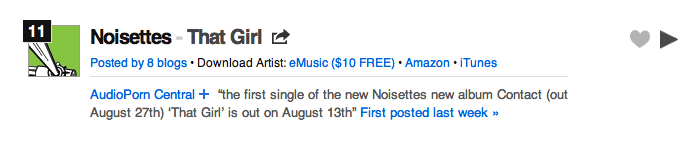 11
Noisettes - That Girl
Posted by 8 blogs • Download Artist: eMusic ($10 FREE) • Amazon • iTunes
AudioPorn Central + “the first single of the new Noisettes new album Contact (out
August 27th) ‘That Girl’ is out on August 13th” First posted last week »